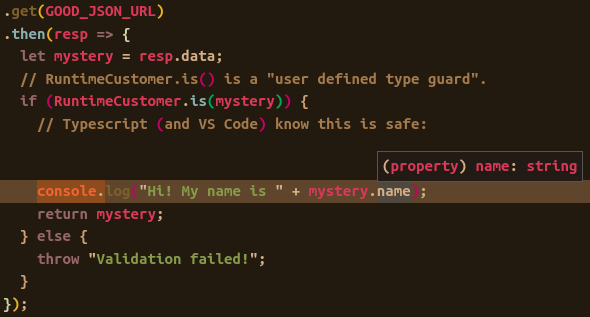 .get(GOOD_JSON_URL)
.then(resp => {
let mystery = resp.data;
// RuntimeCustomer.is() is a "user defined type guard".
if (RuntimeCustomer.is(mystery)) {
// Typescript (and VS Code) know this is safe:
(property) name: string
console.log("Hi! My name is " + mystery.name);
return mystery;
} else {
throw "Validation failed!";
}
});